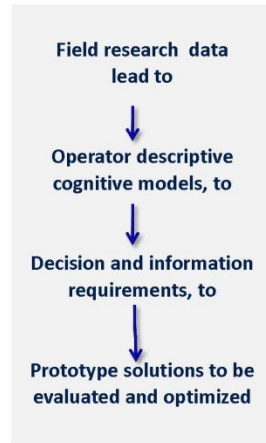 Field research data
lead to
Operator descriptive
cognitive models, to
Decision and information
requirements, to
Prototype solutions to be
evaluated and optimized